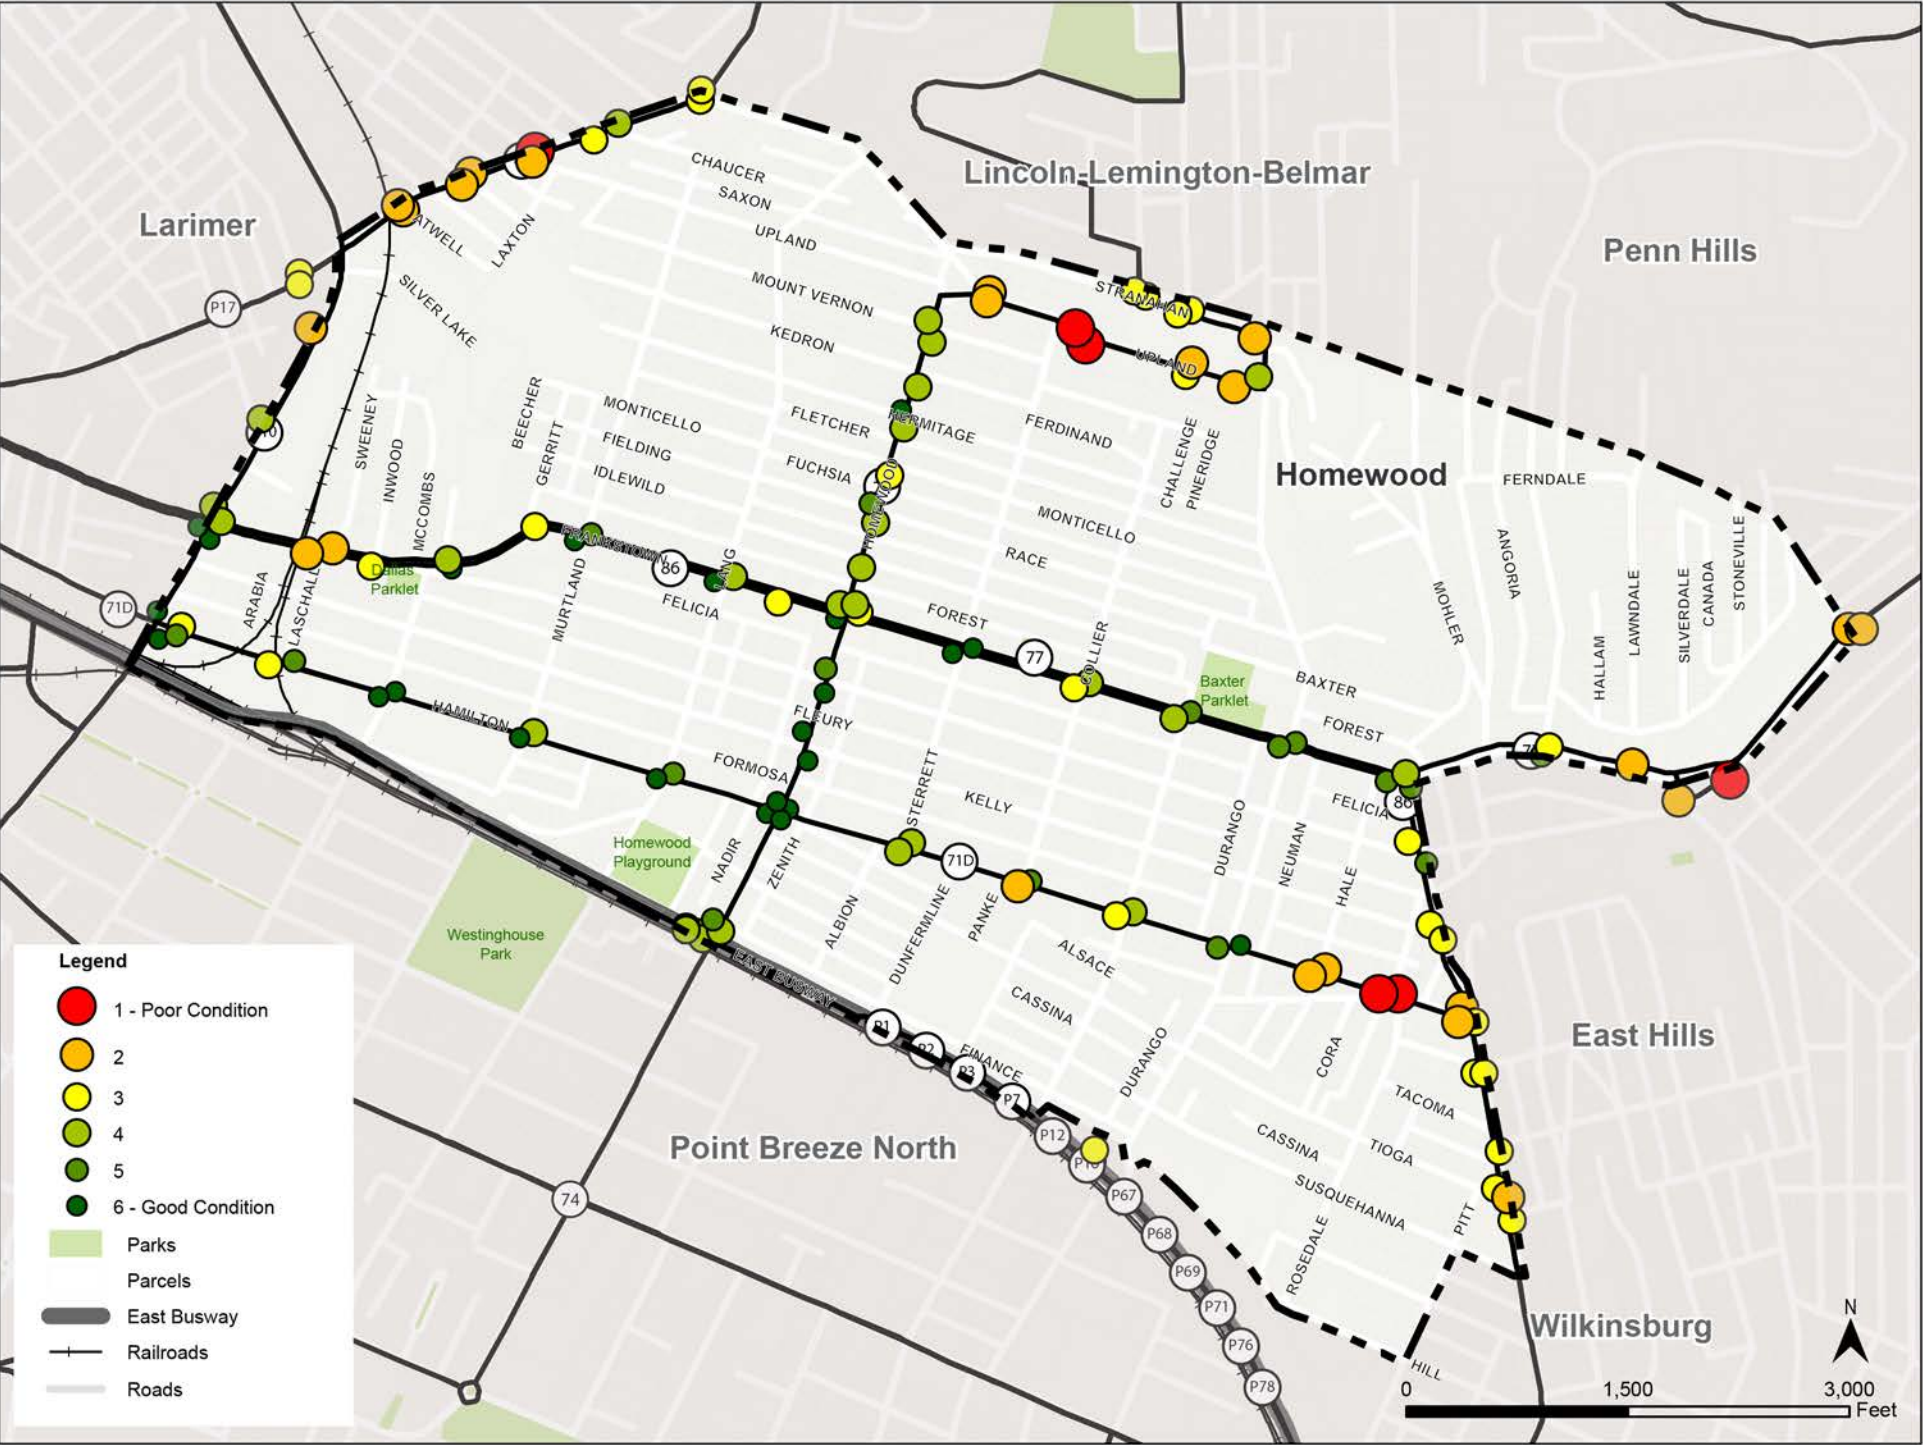 Lincoln-Lemington-Belmar
Larimer
Penn Hills
Homewood
East Hills
Point Breeze North
Wilkinsburg
CHAUCER
SAXON
UPLAND
MOUNT VERNON
KEDRON
ATWELL
LAXTON
SILVER LAKE
P17
STRANAHAN
UPLAND
SWEENEY
INWOOD
MCCOMBS
BEECHER
GERRITT
MONTICELLO
FIELDING
IDLEWILD
FLETCHER
FUCHSIA
HERMITAGE
HOMEWOOD
FERDINAND
CHALLENGE
PINERIDGE
MONTICELLO
RACE
FERNDALE
ANGORIA
MOHLER
HALLAM
LAWNDALE
SILVERDALE
CANADA
STONEVILLE
FRANKSTOWN
86
LANG
FELICIA
MURTLAND
Dallas
Parklet
ARABIA
LASCHALL
71D
HAMILTON
FOREST
77
COLLIER
Baxter
Parklet
BAXTER
FOREST
FLEURY
FORMOSA
STERRETT
KELLY
FELICIA
86
Homewood
Playground
NADIR
ZENITH
71D
DURANGO
NEUMAN
HALE
Westinghouse
Park
ALBION
DUNFERMLINE
PANKE
ALSACE
CASSINA
EAST BUSWAY
P1
P2
P3
P7
P12
P67
P68
P69
P71
P76
P78
FINANCE
DURANGO
CORA
TACOMA
CASSINA
TIOGA
SUSQUEHANNA
ROSEDALE
PITT
HILL
74
Legend
1 - Poor Condition
2
3
4
5
6 - Good Condition
Parks
Parcels
East Busway
Railroads
Roads
N
0 1,500 3,000
Feet